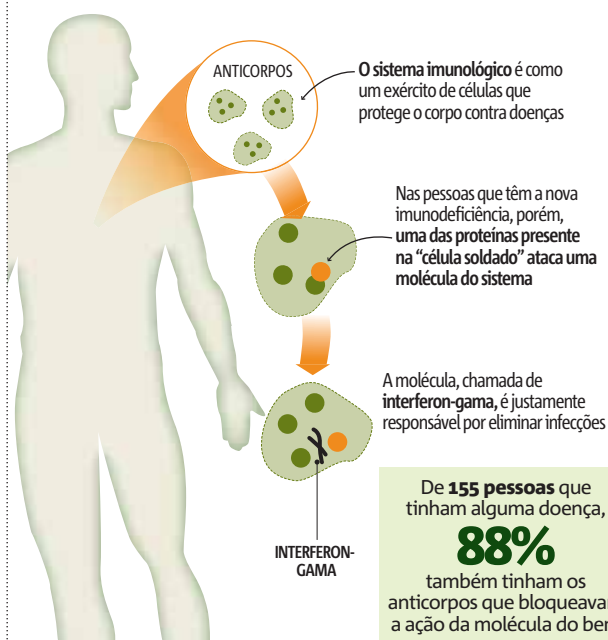 ANTICORPOS
O sistema imunológico é como
um exército de células que
protege o corpo contra doenças
Nas pessoas que têm a nova
imunodeficiência, porém,
uma das proteínas presente
na “célula soldado” ataca uma
molécula do sistema
A molécula, chamada de
interferon-gama, é justamente
responsável por eliminar infecções
INTERFERON-
GAMA
De 155 pessoas que
tinham alguma doença,
88%
também tinham os
anticorpos que bloqueavam
a ação da molécula do bem